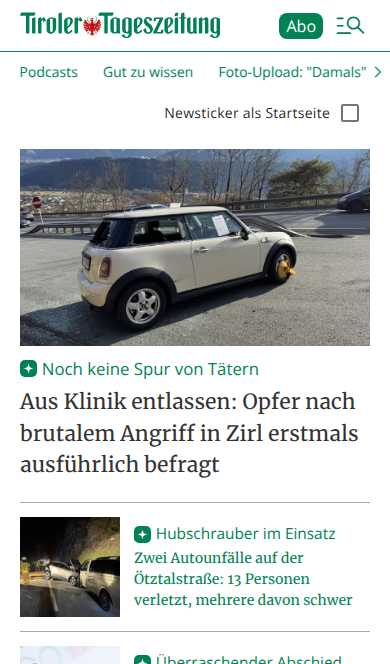 Tiroler Tageszeitung
Abo
Podcasts Gut zu wissen Foto-Upload: "Damals"
Newsticker als Startseite
Noch keine Spur von Tätern
Aus Klinik entlassen: Opfer nach
brutalem Angriff in Zirl erstmals
ausführlich befragt
Hubschrauber im Einsatz
Zwei Autounfälle auf der
Ötztalstraße: 13 Personen
verletzt, mehrere davon schwer
Überraschender Abschied